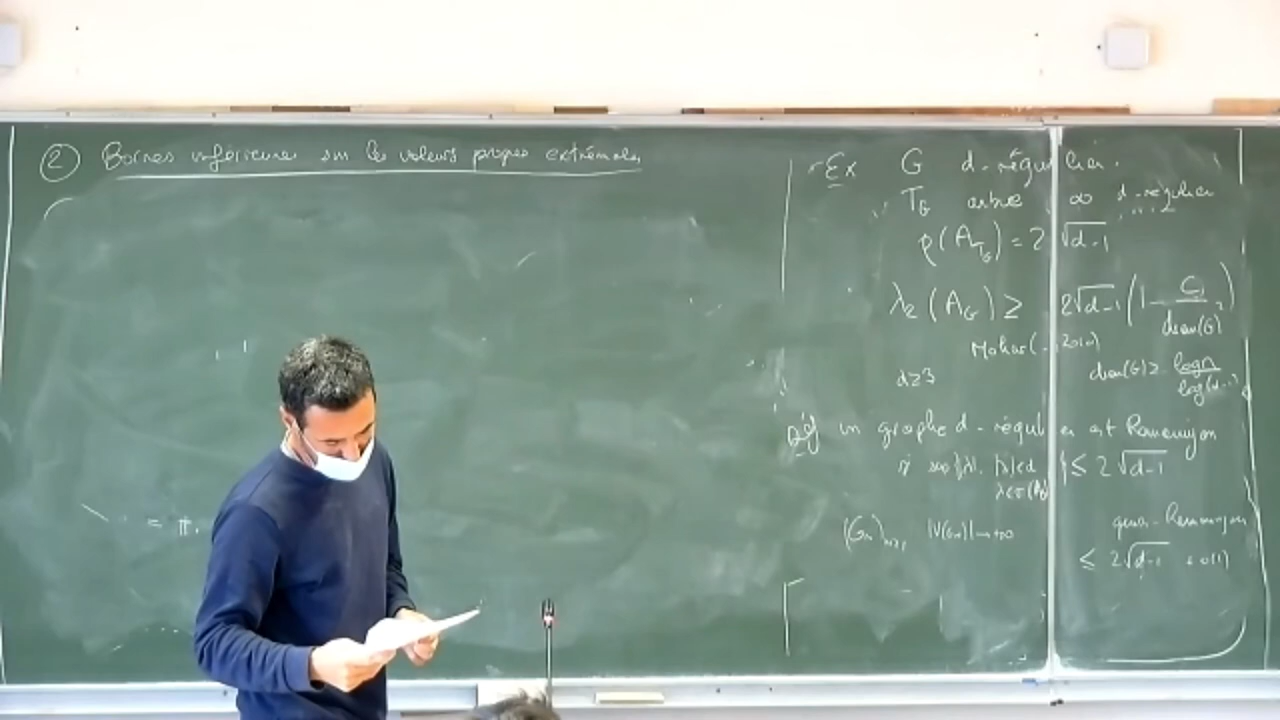 ② Bornes inférieures sur les valeurs propres extrémales
Ex G d-régulier.
T_G arbre ∞ d-régulier
ρ(A_{T_G}) = 2√(d-1)
λ₂(A_G) ≥ 2√(d-1) (1 - C/diam(G)²)
Mohar (2010)
d≥3 diam(G) ≥ log n / log(d-1)
Déf un graphe d-régulier est Ramanujan
si sup{|λ|: |λ|<d λ∈σ(A_G)} ≤ 2√(d-1)
(Gₙ)ₙ≥₁ |V(Gₙ)| → +∞ quasi-Ramanujan
≤ 2√(d-1) + o(1)
= π.